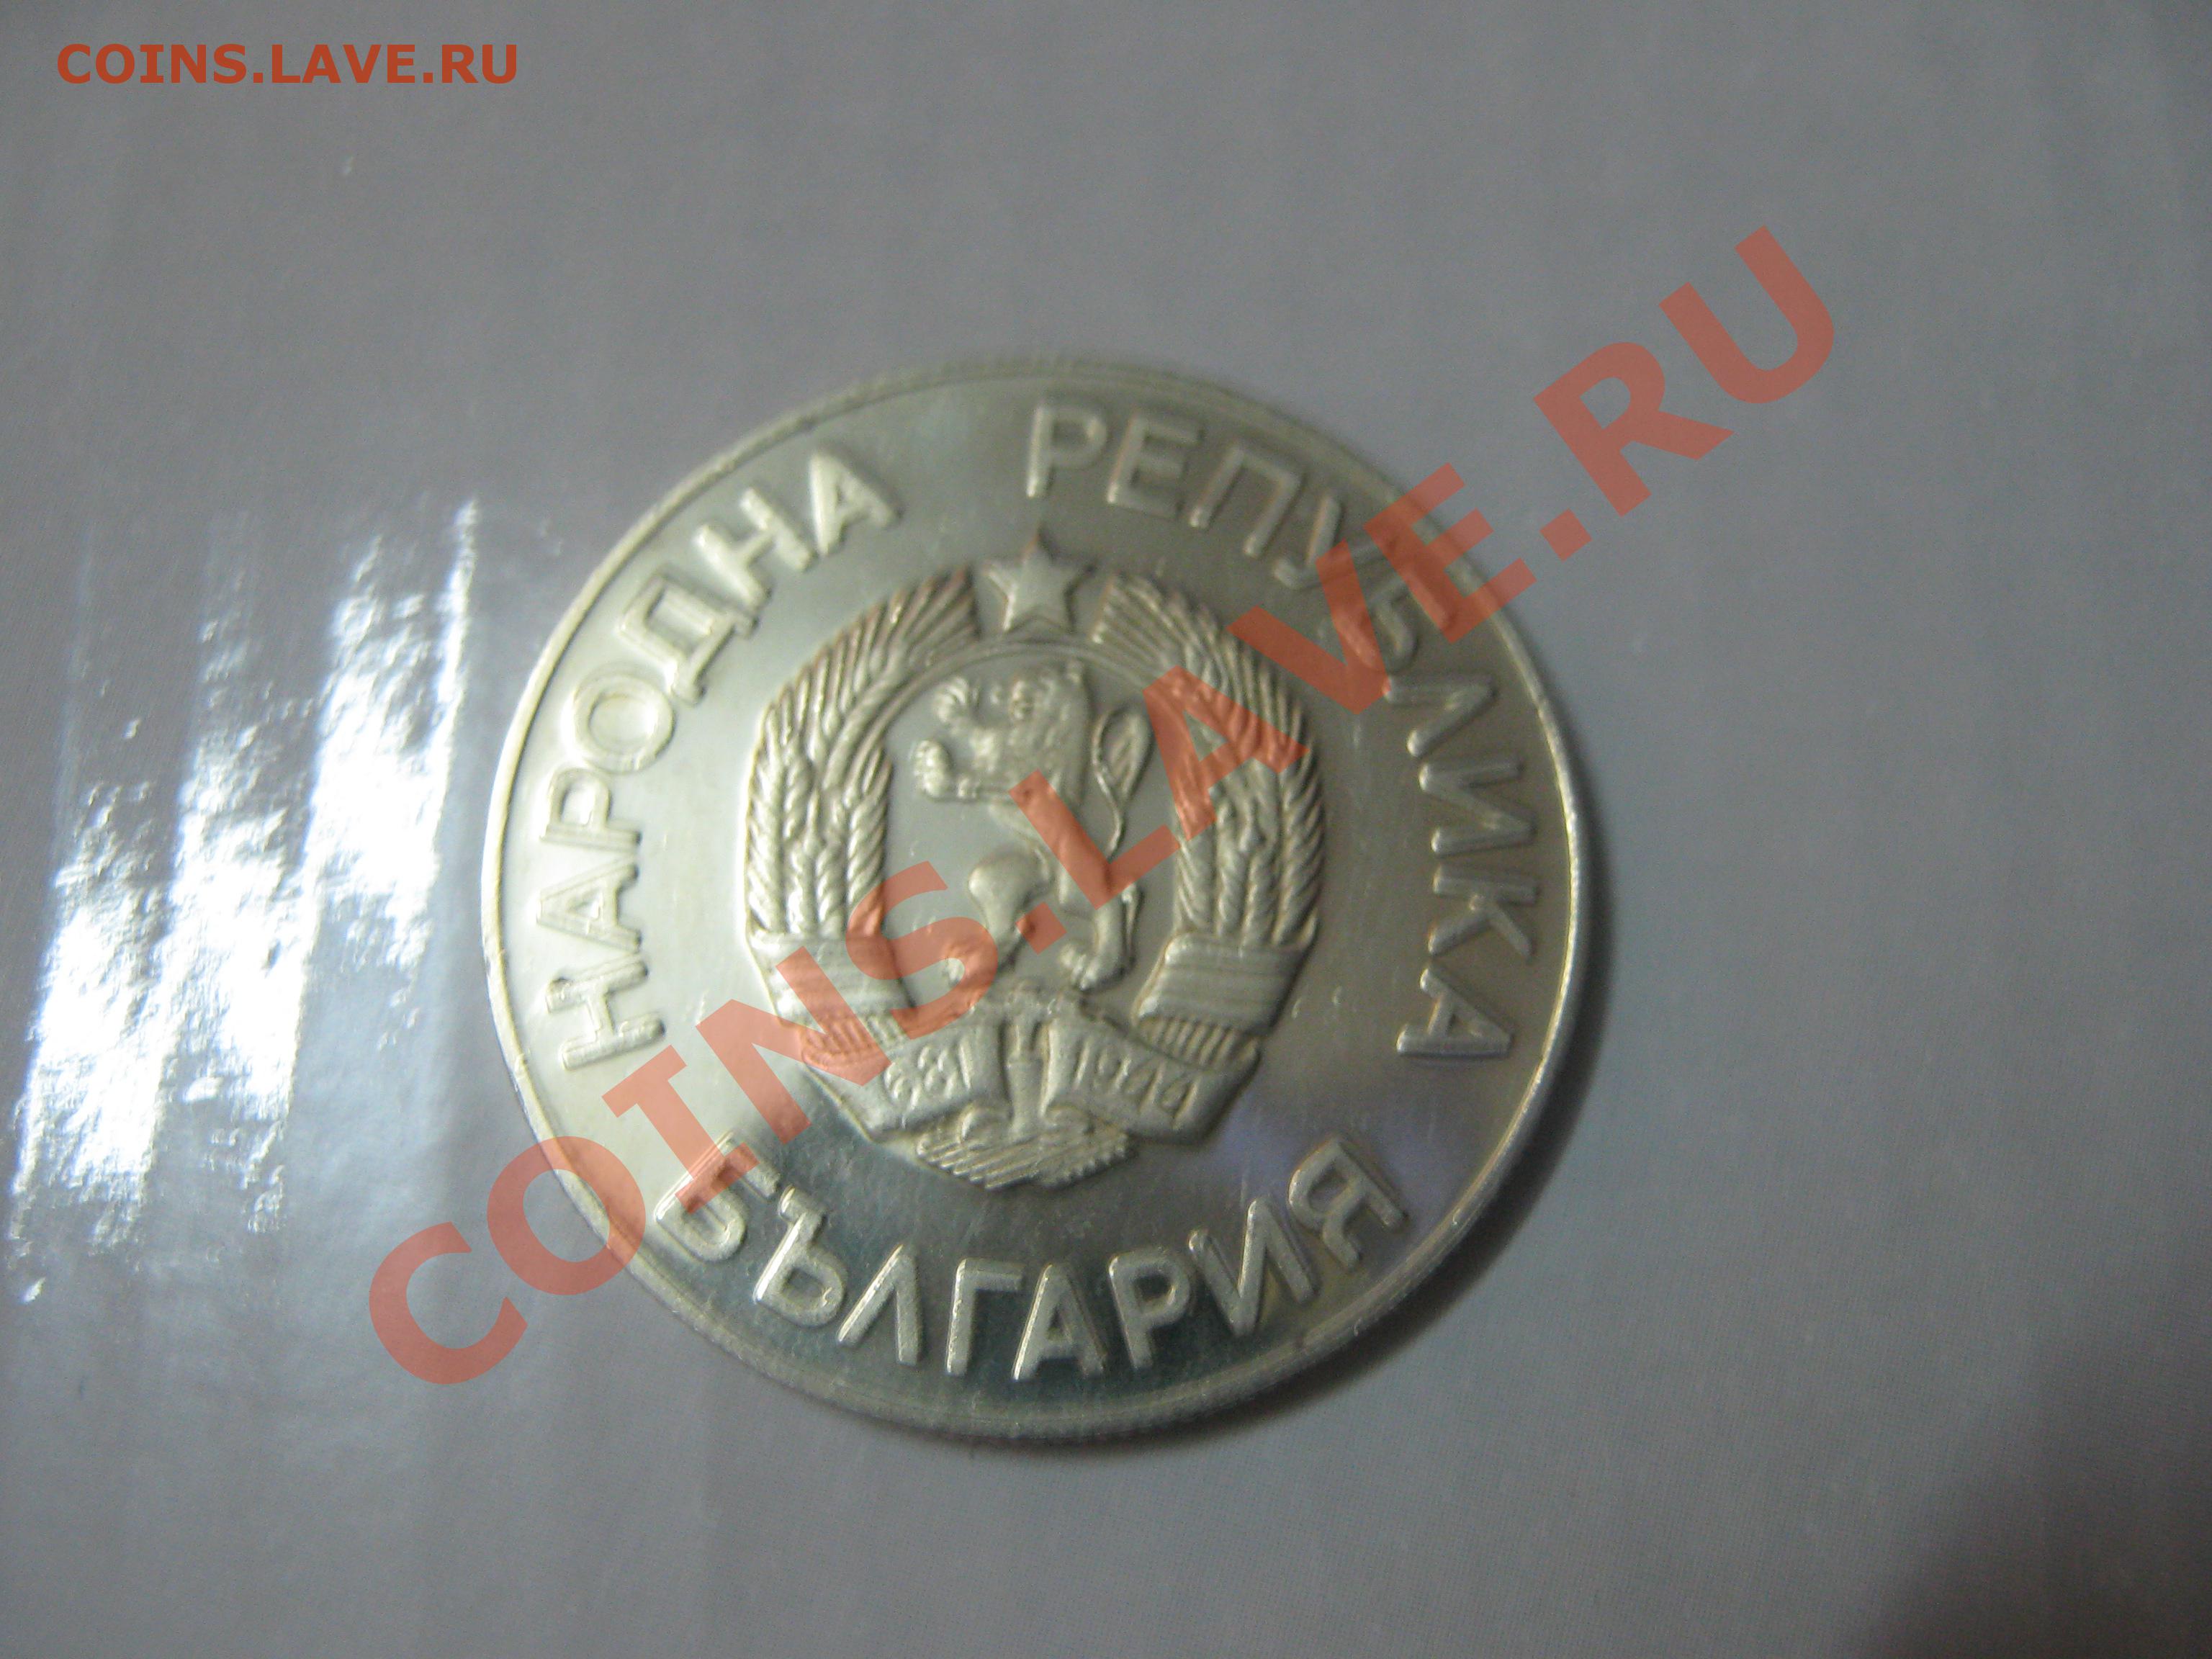 COINS.LAVE.RU
НАРОДНА РЕПУБЛИКА
681 1944
БЪЛГАРИЯ
COINS.LAVE.RU